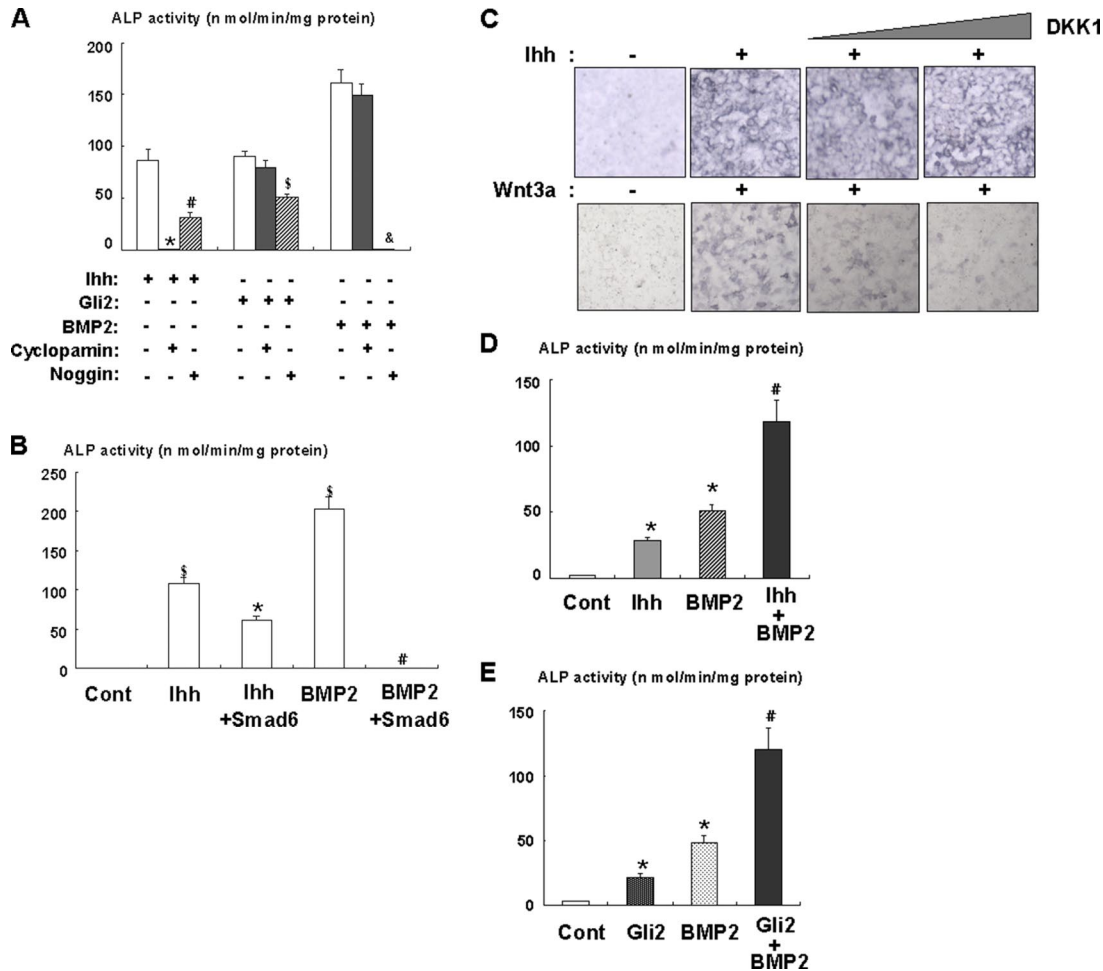 A
ALP activity (n mol/min/mg protein)
200
150
100
50
0
* # $ &
Ihh: + + + - - - - - -
Gli2: - - - + + + - - -
BMP2: - - - - - - + + +
Cyclopamin: - + - - + - - + -
Noggin: - - + - - + - - +
B
ALP activity (n mol/min/mg protein)
250
200
150
100
50
0
$ * $ #
Cont Ihh Ihh BMP2 BMP2
+Smad6 +Smad6
C
DKK1
Ihh : - + + +
Wnt3a : - + + +
D
ALP activity (n mol/min/mg protein)
150
100
50
0
* * #
Cont Ihh BMP2 Ihh
+
BMP2
E
ALP activity (n mol/min/mg protein)
150
100
50
0
* * #
Cont Gli2 BMP2 Gli2
+
BMP2